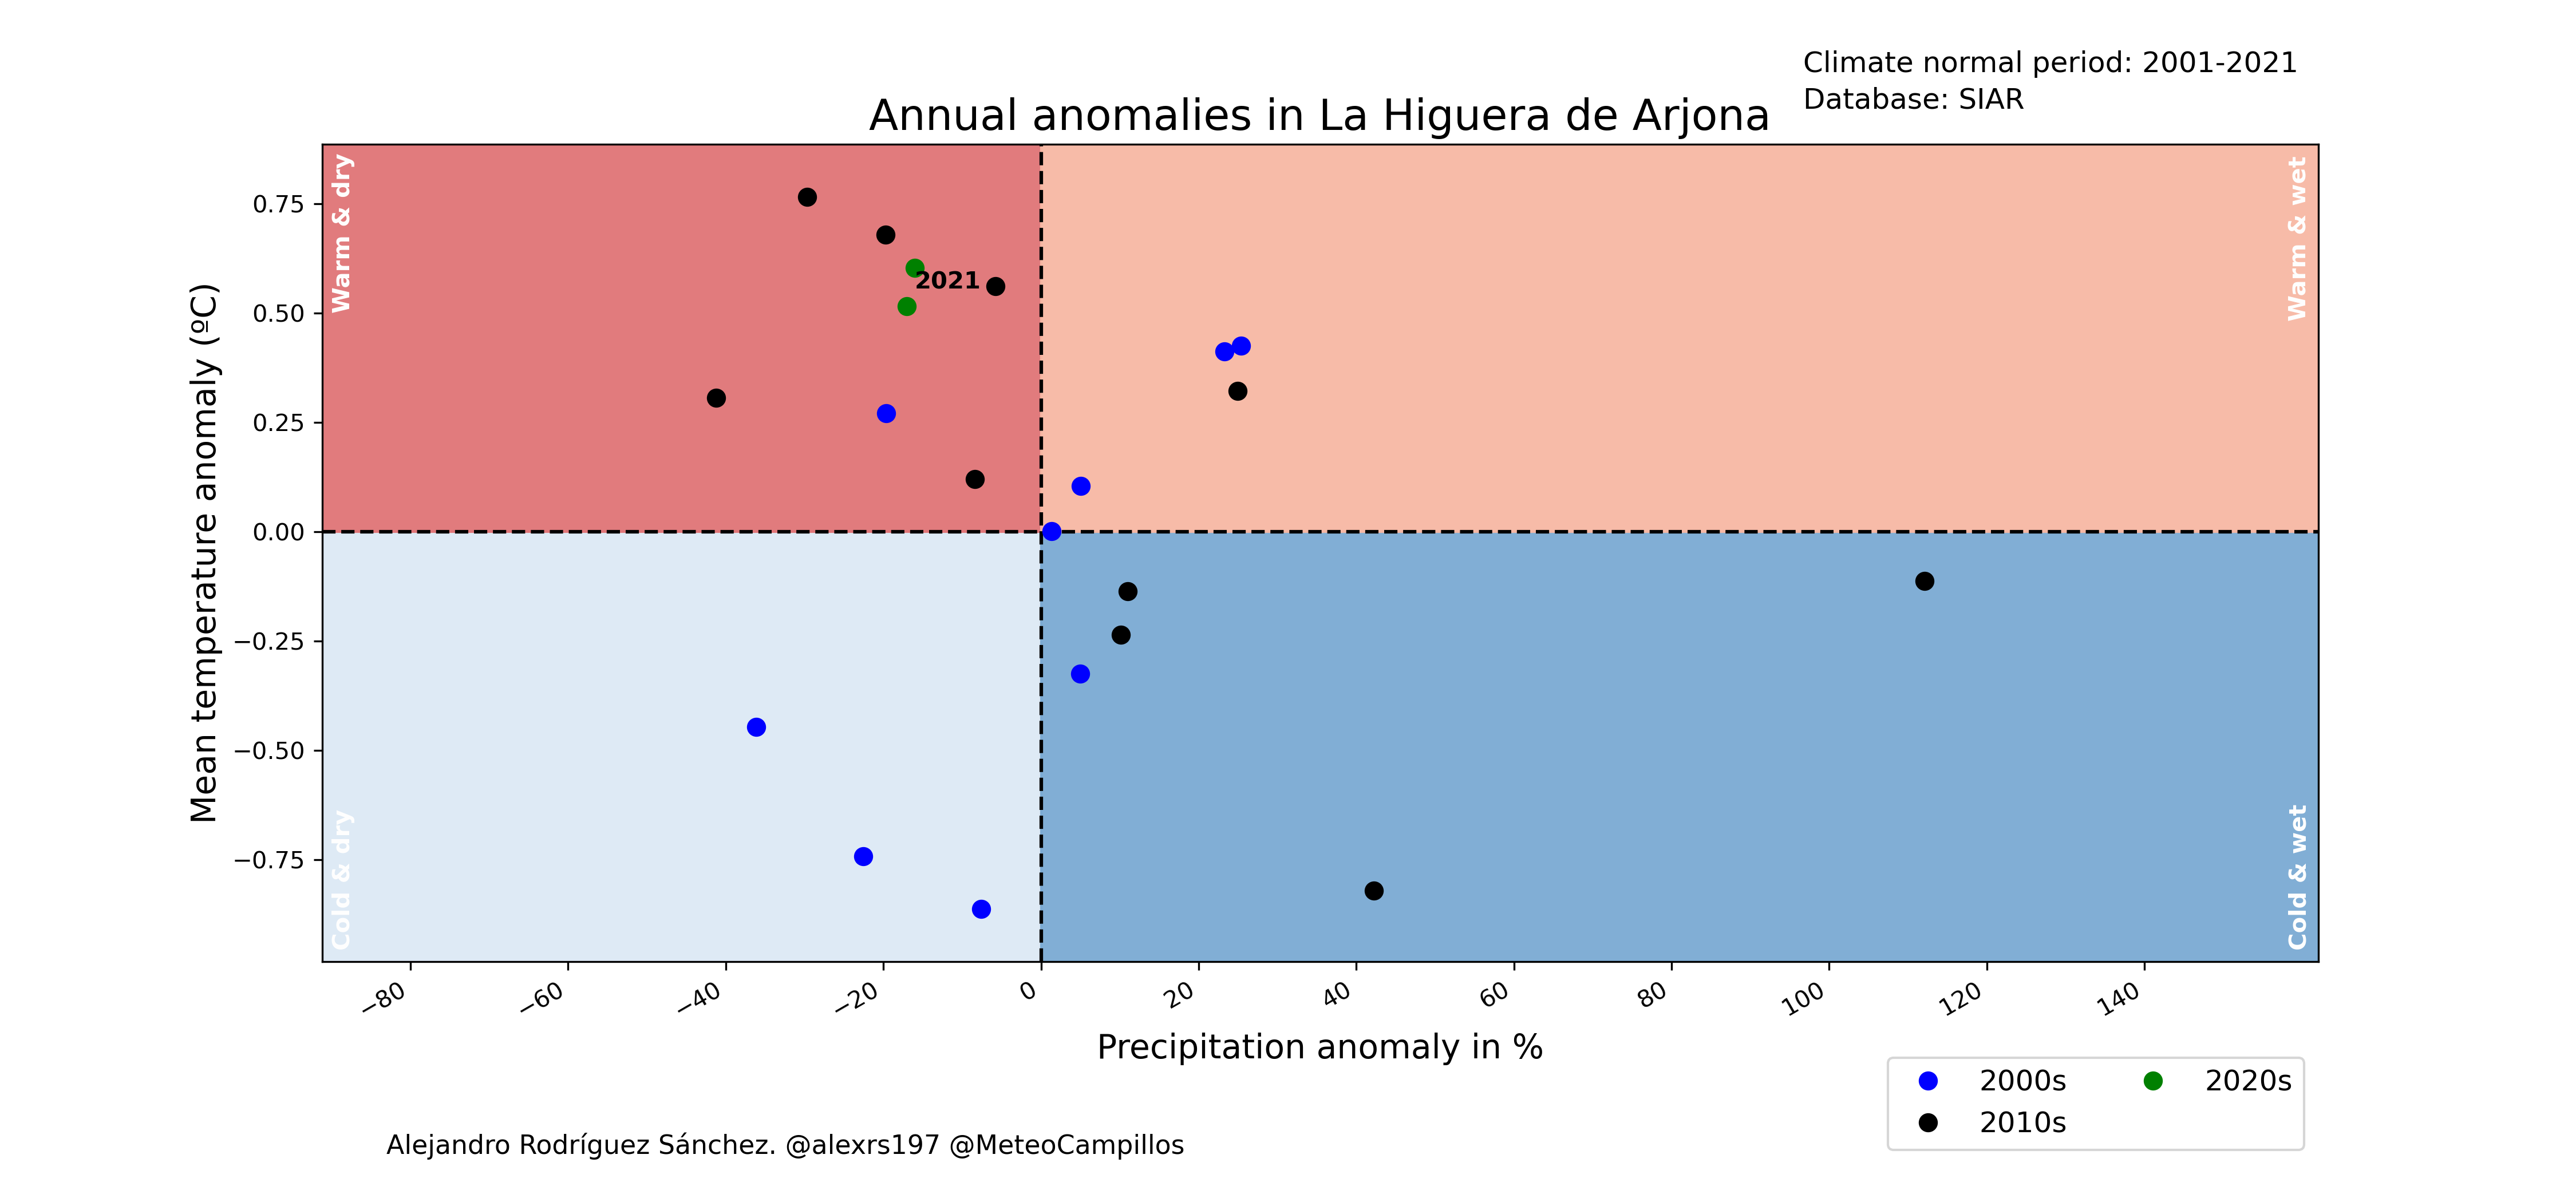 Climate normal period: 2001-2021
Database: SIAR
Annual anomalies in La Higuera de Arjona
Warm & dry
Warm & wet
2021
Cold & dry
Cold & wet
Mean temperature anomaly (ºC)
0.75
0.50
0.25
0.00
−0.25
−0.50
−0.75
−80
−60
−40
−20
0
20
40
60
80
100
120
140
Precipitation anomaly in %
2000s
2010s
2020s
Alejandro Rodríguez Sánchez. @alexrs197 @MeteoCampillos